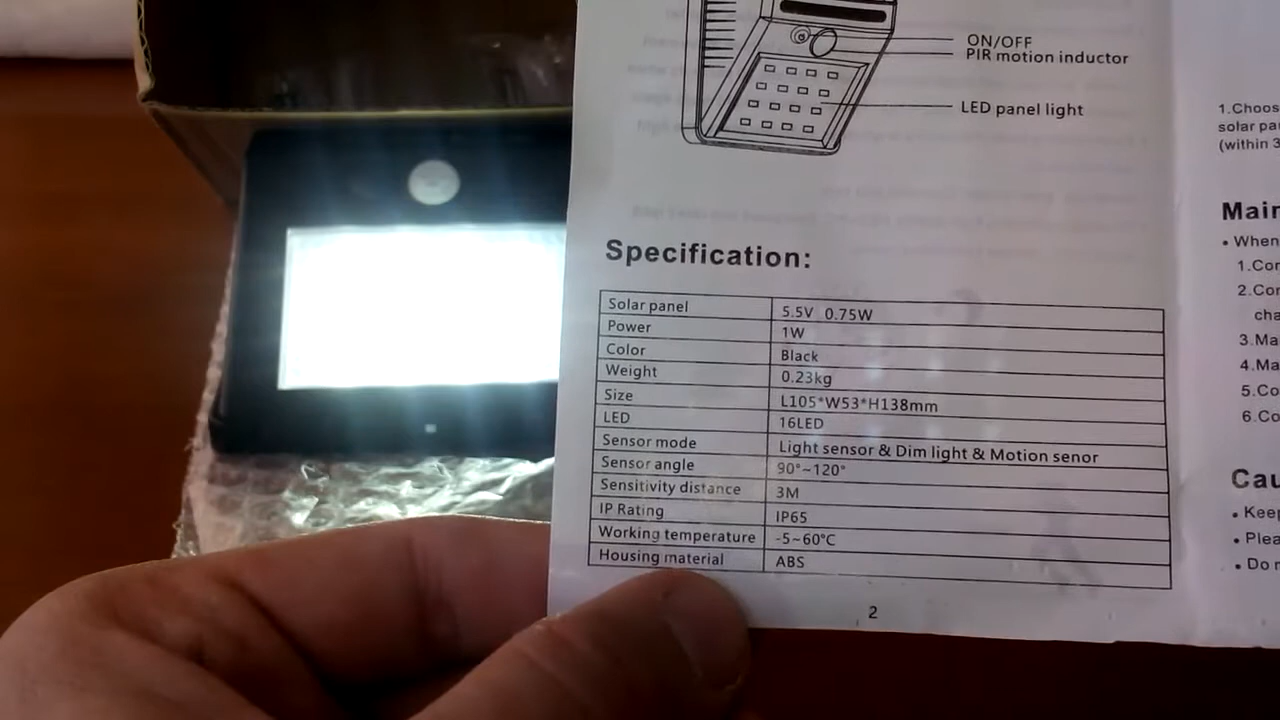 ON/OFF
PIR motion inductor
LED panel light
Specification:
Solar panel 5.5V 0.75W
Power 1W
Color Black
Weight 0.23kg
Size L105*W53*H138mm
LED 16LED
Sensor mode Light sensor & Dim light & Motion senor
Sensor angle 90°~120°
Sensitivity distance 3M
IP Rating IP65
Working temperature -5~60°C
Housing material ABS
2
1.Choos
solar pa
(within 3
Main
• When
1.Con
2.Con
cha
3.Ma
4.Ma
5.Co
6.Co
Cau
• Keep
• Plea
• Do n